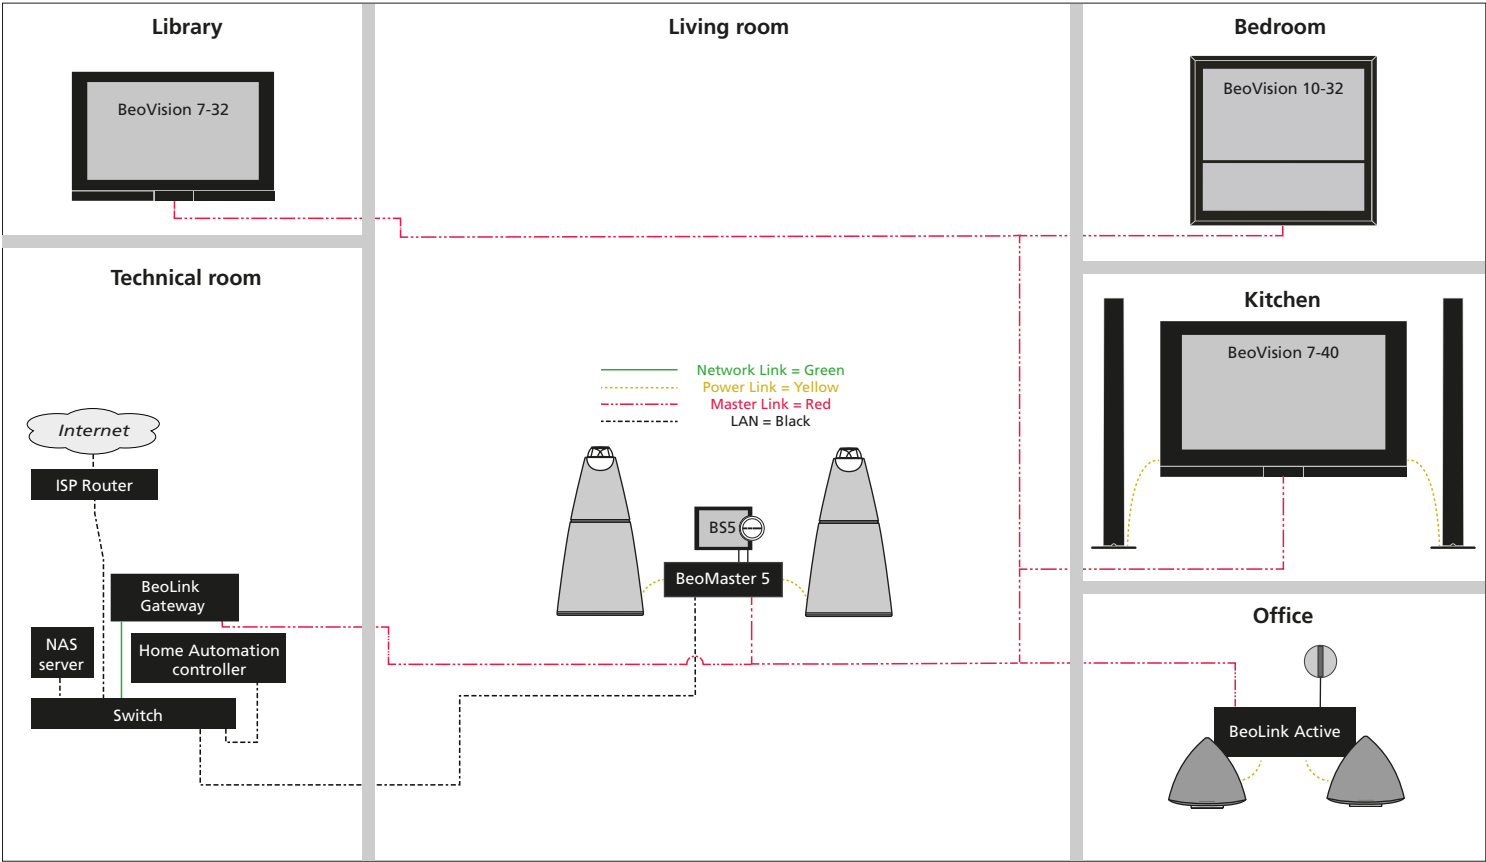 Library
Living room
Bedroom
BeoVision 7-32
BeoVision 10-32
Technical room
Kitchen
BeoVision 7-40
Network Link = Green
Power Link = Yellow
Master Link = Red
LAN = Black
Internet
ISP Router
BS5
BeoMaster 5
BeoLink
Gateway
NAS
server
Home Automation
controller
Switch
Office
BeoLink Active